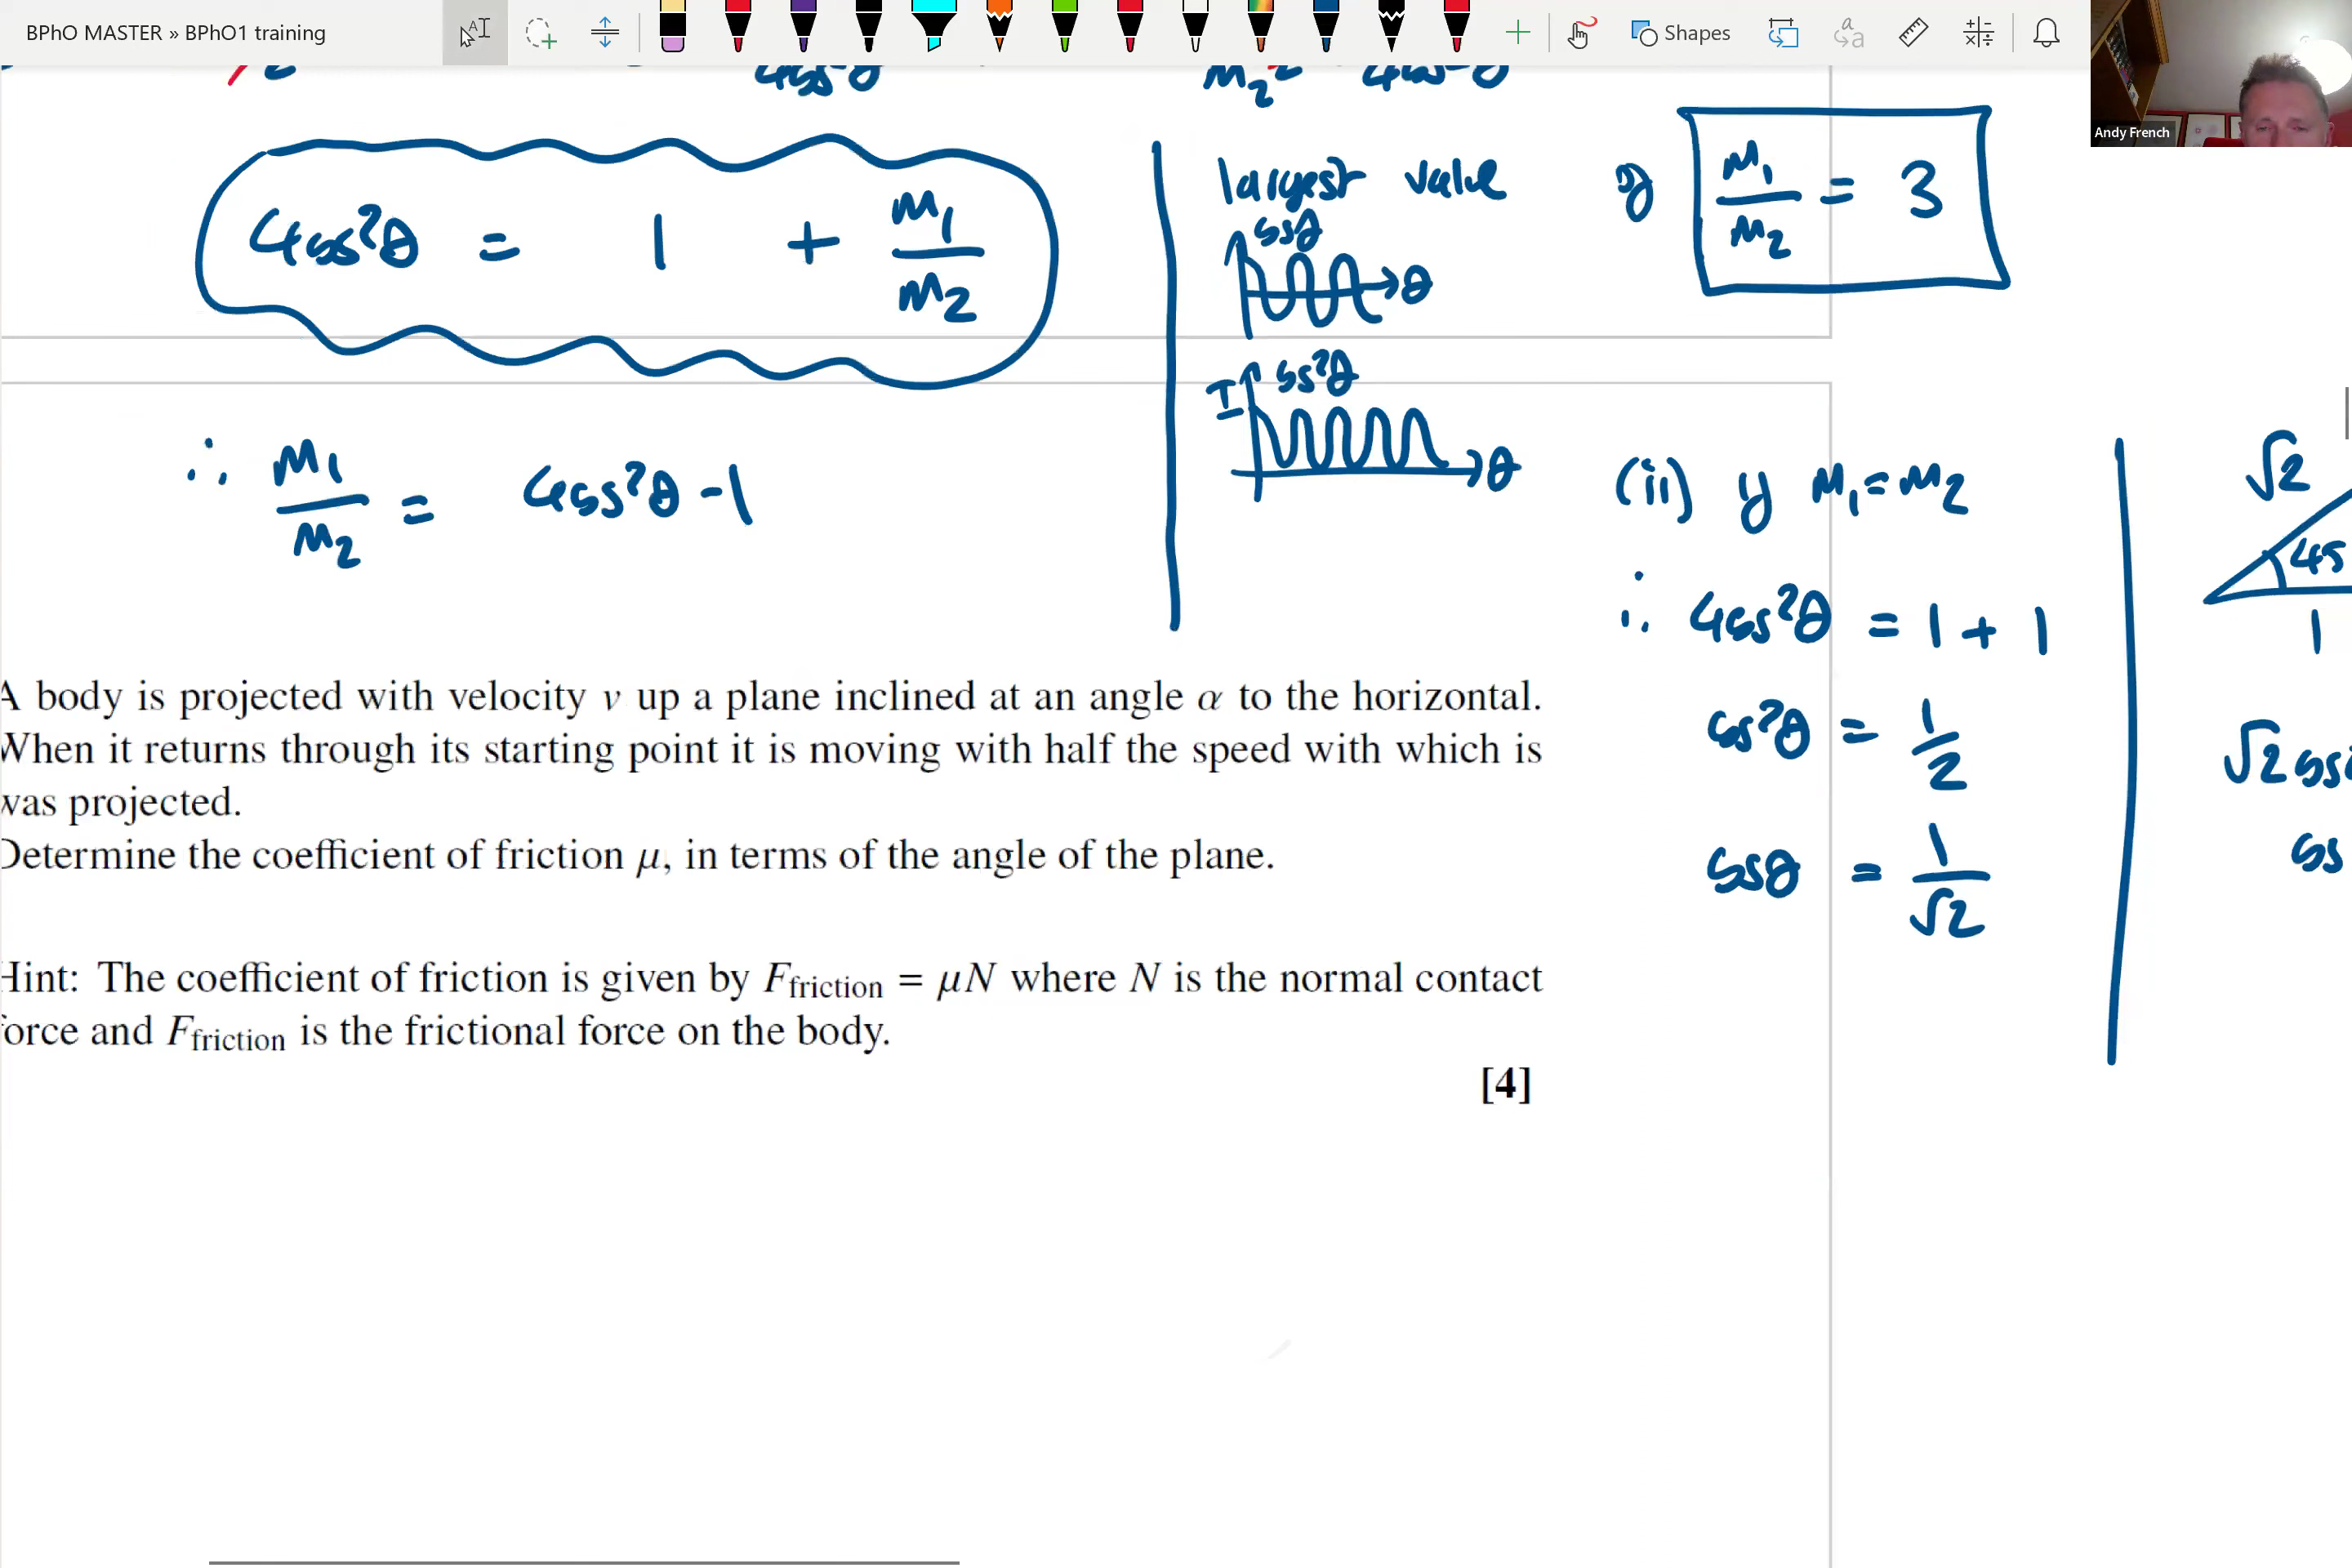 BPhO MASTER » BPhO1 training
Shapes
Andy French
4cos²θ = 1 + M₁/M₂
∴ M₁/M₂ = 4cos²θ - 1
largest value
cosθ
θ
I cos²θ
θ
M₁/M₂ = 3
(ii) if M₁ = M₂
∴ 4cos²θ = 1 + 1
cos²θ = 1/2
cosθ = 1/√2
√2
45
1
√2 cos
cos
A body is projected with velocity v up a plane inclined at an angle α to the horizontal.
When it returns through its starting point it is moving with half the speed with which is
was projected.
Determine the coefficient of friction μ, in terms of the angle of the plane.
Hint: The coefficient of friction is given by F_friction = μN where N is the normal contact
force and F_friction is the frictional force on the body.
[4]